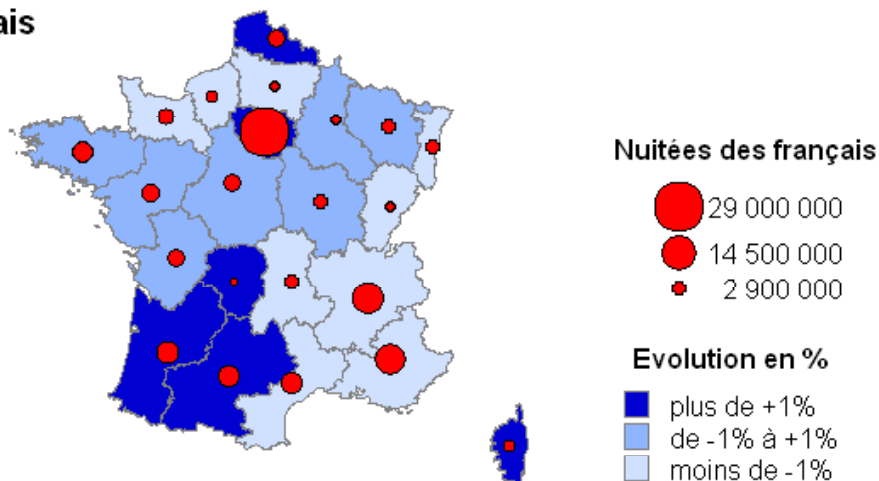 ais
Nuitées des français
29 000 000
14 500 000
2 900 000
Evolution en %
plus de +1%
de -1% à +1%
moins de -1%